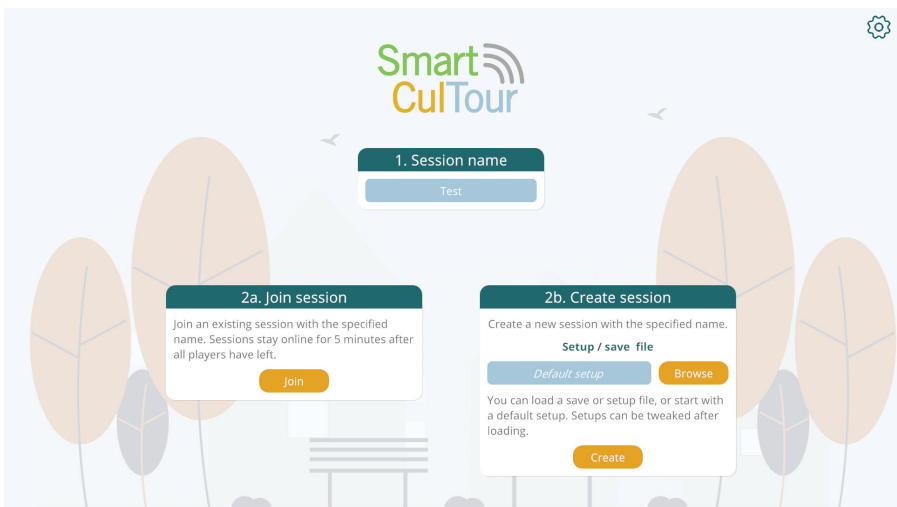 Smart
CulTour
1. Session name
Test
2a. Join session
Join an existing session with the specified
name. Sessions stay online for 5 minutes after
all players have left.
Join
2b. Create session
Create a new session with the specified name.
Setup / save file
Default setup
Browse
You can load a save or setup file, or start with
a default setup. Setups can be tweaked after
loading.
Create